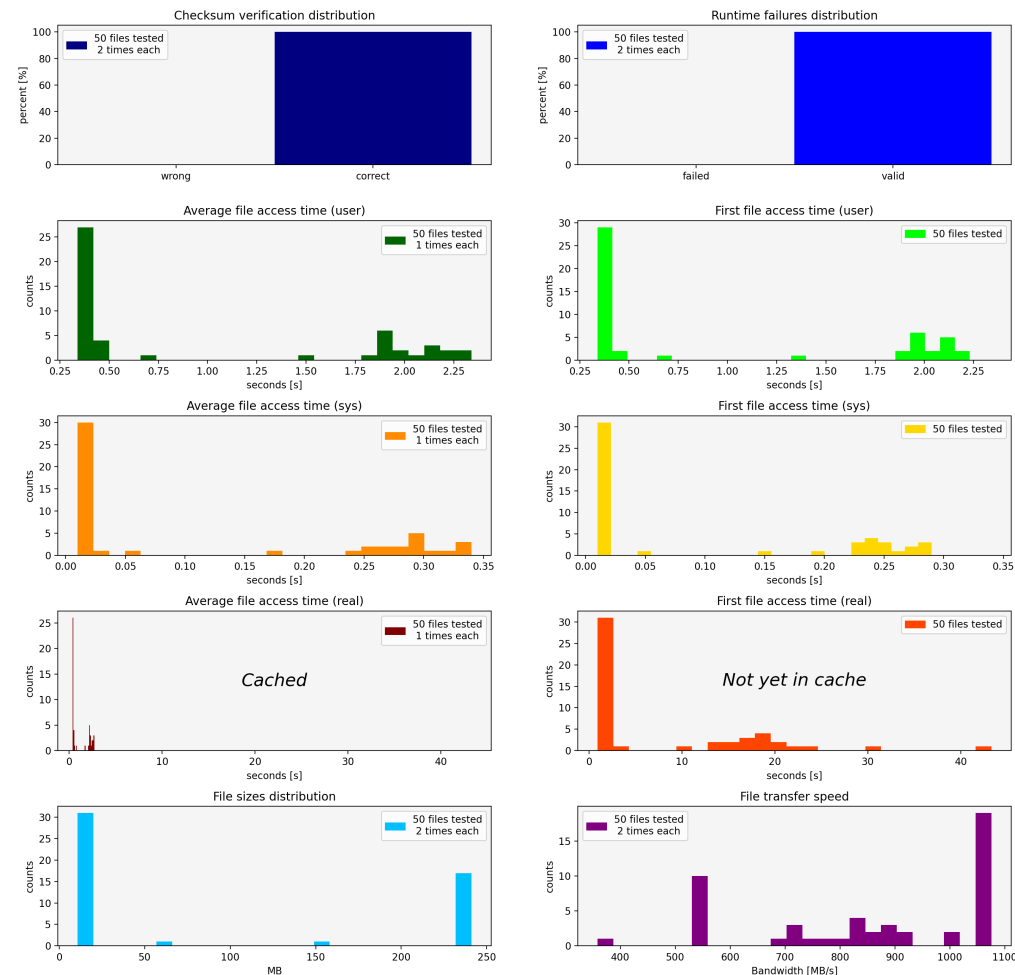 Checksum verification distribution
100
80
60
40
20
0
percent [%]
50 files tested
2 times each
wrong
correct
Runtime failures distribution
100
80
60
40
20
0
percent [%]
50 files tested
2 times each
failed
valid
Average file access time (user)
25
20
15
10
5
0
counts
50 files tested
1 times each
0.25 0.50 0.75 1.00 1.25 1.50 1.75 2.00 2.25
seconds [s]
First file access time (user)
30
25
20
15
10
5
0
counts
50 files tested
0.25 0.50 0.75 1.00 1.25 1.50 1.75 2.00 2.25
seconds [s]
Average file access time (sys)
30
25
20
15
10
5
0
counts
50 files tested
1 times each
0.00 0.05 0.10 0.15 0.20 0.25 0.30 0.35
seconds [s]
First file access time (sys)
30
25
20
15
10
5
0
counts
50 files tested
0.00 0.05 0.10 0.15 0.20 0.25 0.30 0.35
seconds [s]
Average file access time (real)
25
20
15
10
5
0
counts
50 files tested
1 times each
Cached
0 10 20 30 40
seconds [s]
First file access time (real)
30
25
20
15
10
5
0
counts
50 files tested
Not yet in cache
0 10 20 30 40
seconds [s]
File sizes distribution
30
25
20
15
10
5
0
counts
50 files tested
2 times each
0 50 100 150 200 250
MB
File transfer speed
15
10
5
0
counts
50 files tested
2 times each
400 500 600 700 800 900 1000 1100
Bandwidth [MB/s]